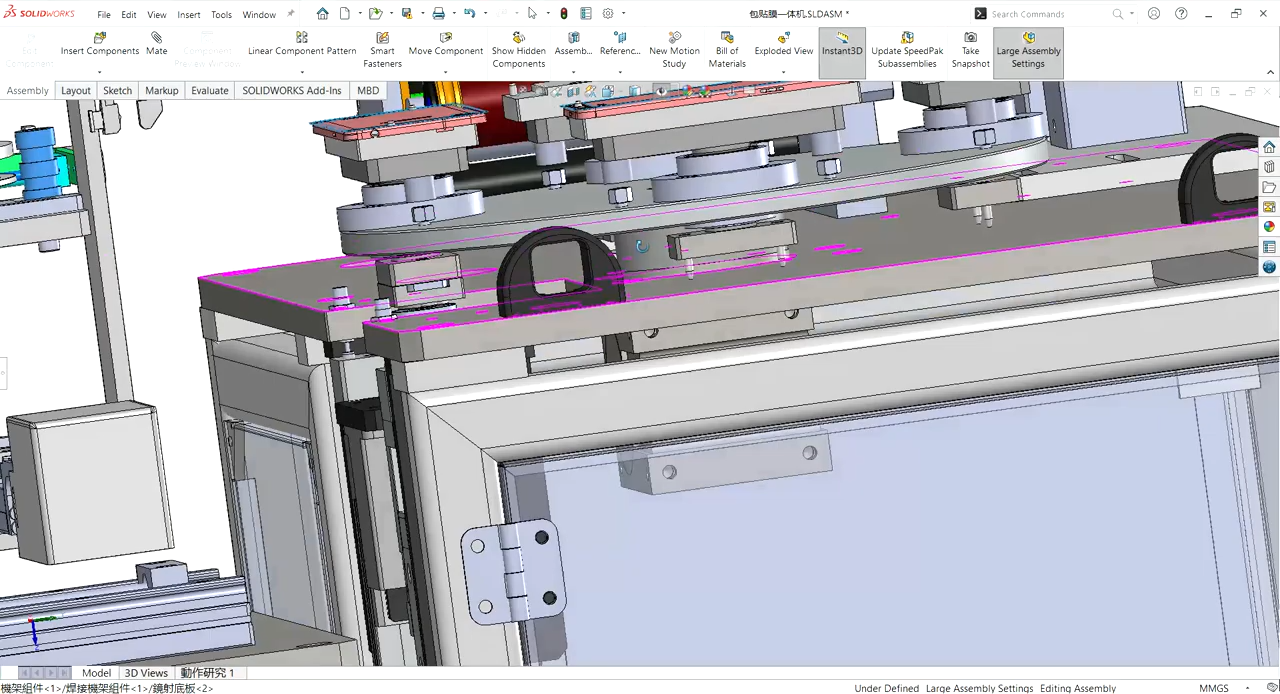 SOLIDWORKS File Edit View Insert Tools Window 包贴膜一体机.SLDASM * Search Commands
Insert Components
Mate
Linear Component Pattern
Smart Fasteners
Move Component
Show Hidden Components
Assemb...
Referenc...
New Motion Study
Bill of Materials
Exploded View
Instant3D
Update SpeedPak Subassemblies
Take Snapshot
Large Assembly Settings
Assembly Layout Sketch Markup Evaluate SOLIDWORKS Add-Ins MBD
Model 3D Views 動作研究 1
機架組件<1>/焊接機架組件<1>/鏡射底板<2> Under Defined Large Assembly Settings Editing Assembly MMGS